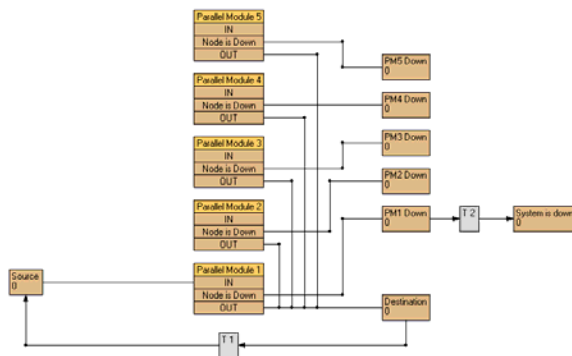 Parallel Module 5
IN
Node is Down
OUT
PM5 Down
0
Parallel Module 4
IN
Node is Down
OUT
PM4 Down
0
Parallel Module 3
IN
Node is Down
OUT
PM3 Down
0
Parallel Module 2
IN
Node is Down
OUT
PM2 Down
0
PM1 Down
0
T 2
System is down
0
Parallel Module 1
IN
Node is Down
OUT
Source
0
Destination
0
T 1